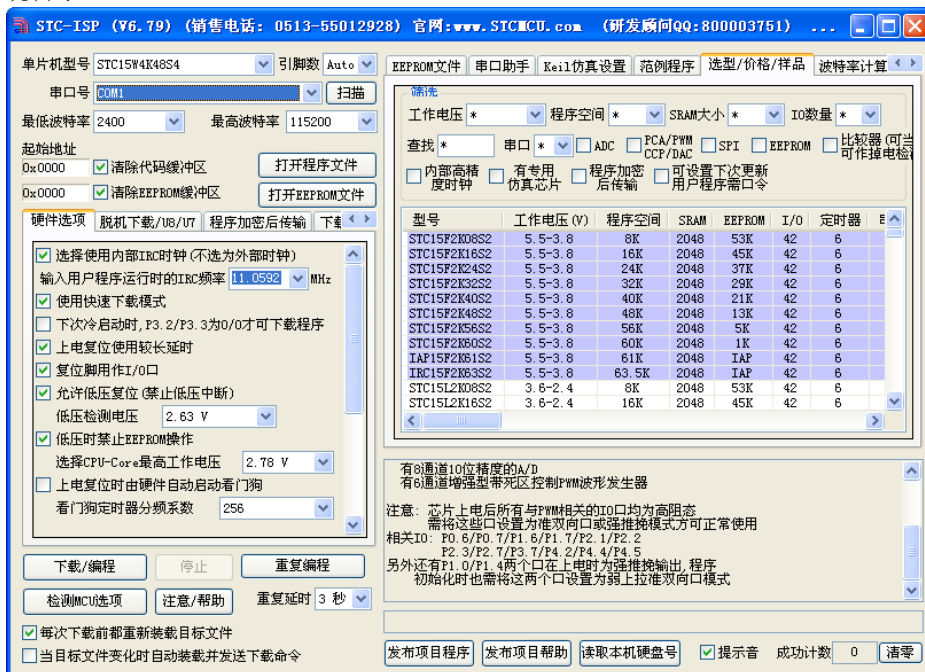 STC-ISP (V6.79) (销售电话: 0513-55012928) 官网:www.STCMCU.com (研发顾问QQ:800003751) ...
单片机型号 STC15W4K48S4 引脚数 Auto
串口号 COM1 扫描
最低波特率 2400 最高波特率 115200
起始地址
0x0000 清除代码缓冲区 打开程序文件
0x0000 清除EEPROM缓冲区 打开EEPROM文件
硬件选项 脱机下载/U8/U7 程序加密后传输
选择使用内部IRC时钟(不选为外部时钟)
输入用户程序运行时的IRC频率 11.0592 MHz
使用快速下载模式
下次冷启动时,P3.2/P3.3为0/0才可下载程序
上电复位使用较长延时
复位脚用作I/O口
允许低压复位(禁止低压中断)
低压检测电压 2.63 V
低压时禁止EEPROM操作
选择CPU-Core最高工作电压 2.78 V
上电复位时由硬件自动启动看门狗
看门狗定时器分频系数 256
下载/编程 停止 重复编程
检测MCU选项 注意/帮助 重复延时 3 秒
每次下载前都重新装载目标文件
当目标文件变化时自动装载并发送下载命令
EEPROM文件 串口助手 Keil仿真设置 范例程序 选型/价格/样品 波特率计算
筛选
工作电压 * 程序空间 * SRAM大小 * IO数量 *
查找 * 串口 * ADC PCA/PWM CCP/DAC SPI EEPROM 比较器(可当 可作掉电检
内部高精度时钟 有专用仿真芯片 程序加密后传输 可设置下次更新用户程序需口令
型号 工作电压(V) 程序空间 SRAM EEPROM I/O 定时器
STC15F2K08S2 5.5-3.8 8K 2048 53K 42 6
STC15F2K16S2 5.5-3.8 16K 2048 45K 42 6
STC15F2K24S2 5.5-3.8 24K 2048 37K 42 6
STC15F2K32S2 5.5-3.8 32K 2048 29K 42 6
STC15F2K40S2 5.5-3.8 40K 2048 21K 42 6
STC15F2K48S2 5.5-3.8 48K 2048 13K 42 6
STC15F2K56S2 5.5-3.8 56K 2048 5K 42 6
STC15F2K60S2 5.5-3.8 60K 2048 1K 42 6
IAP15F2K61S2 5.5-3.8 61K 2048 IAP 42 6
IRC15F2K63S2 5.5-3.8 63.5K 2048 IAP 42 6
STC15L2K08S2 3.6-2.4 8K 2048 53K 42 6
STC15L2K16S2 3.6-2.4 16K 2048 45K 42 6
有8通道10位精度的A/D
有6通道增强型带死区控制PWM波形发生器
注意: 芯片上电后所有与PWM相关的IO口均为高阻态
需将这些口设置为准双向口或强推挽模式方可正常使用
相关IO: P0.6/P0.7/P1.6/P1.7/P2.1/P2.2
P2.3/P2.7/P3.7/P4.2/P4.4/P4.5
另外还有P1.0/P1.4两个口在上电时为强推挽输出,程序
初始化时也需将这两个口设置为弱上拉准双向口模式
发布项目程序 发布项目帮助 读取本机硬盘号 提示音 成功计数 0 清零